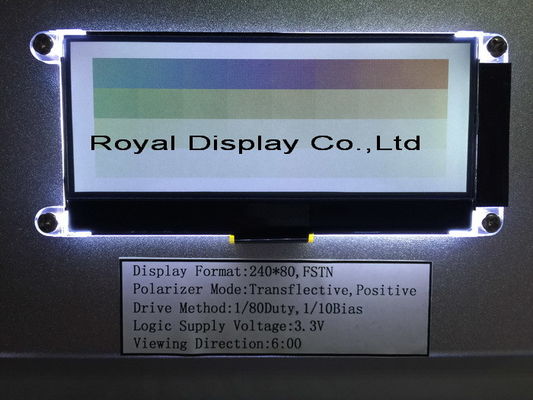 Royal Display Co.,Ltd
Display Format:240*80,FSTN
Polarizer Mode:Transflective,Positive
Drive Method:1/80Duty,1/10Bias
Logic Supply Voltage:3.3V
Viewing Direction:6:00